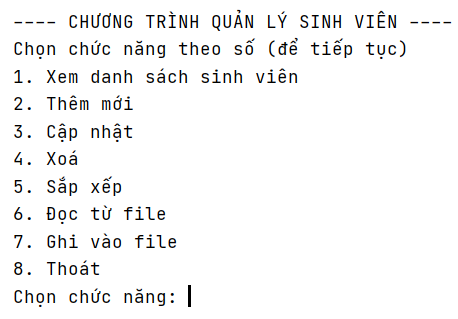 ---- CHƯƠNG TRÌNH QUẢN LÝ SINH VIÊN ----
Chọn chức năng theo số (để tiếp tục)
1. Xem danh sách sinh viên
2. Thêm mới
3. Cập nhật
4. Xoá
5. Sắp xếp
6. Đọc từ file
7. Ghi vào file
8. Thoát
Chọn chức năng: